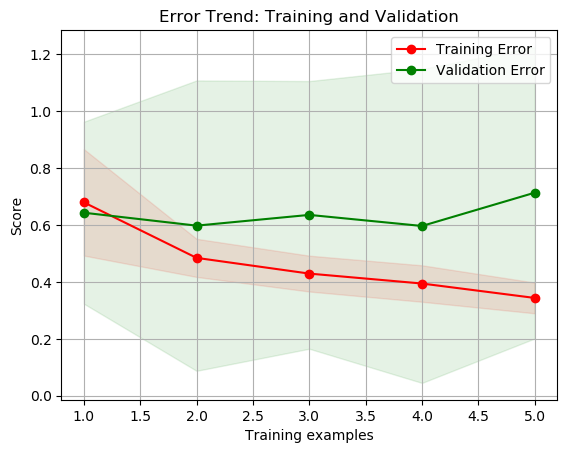 Error Trend: Training and Validation
Training Error
Validation Error
Score
1.2
1.0
0.8
0.6
0.4
0.2
0.0
1.0 1.5 2.0 2.5 3.0 3.5 4.0 4.5 5.0
Training examples